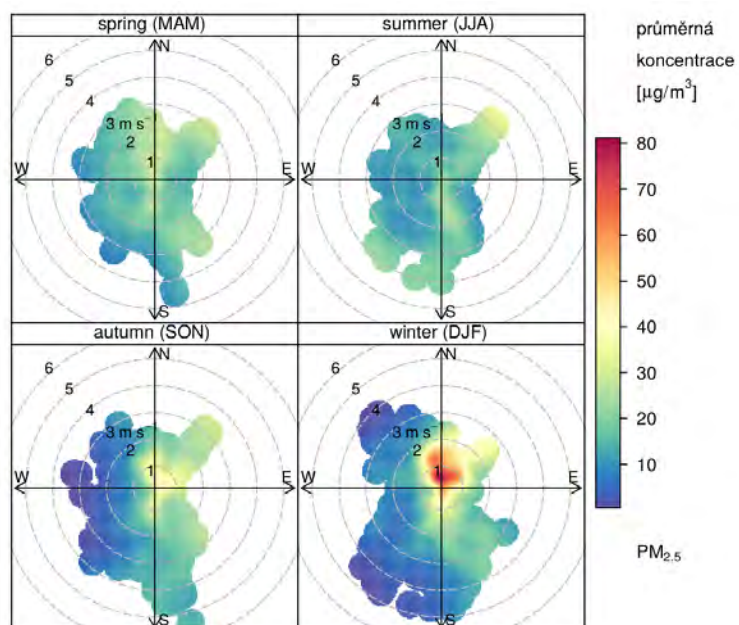 spring (MAM)
6
5
4
3 m s⁻
2
1
N
W
E
S
summer (JJA)
6
5
4
3 m s⁻
2
1
N
W
E
S
autumn (SON)
6
5
4
3 m s⁻
2
1
N
W
E
S
winter (DJF)
6
5
4
3 m s⁻
2
1
N
W
E
S
průměrná
koncentrace
[µg/m³]
80
70
60
50
40
30
20
10
PM₂.₅